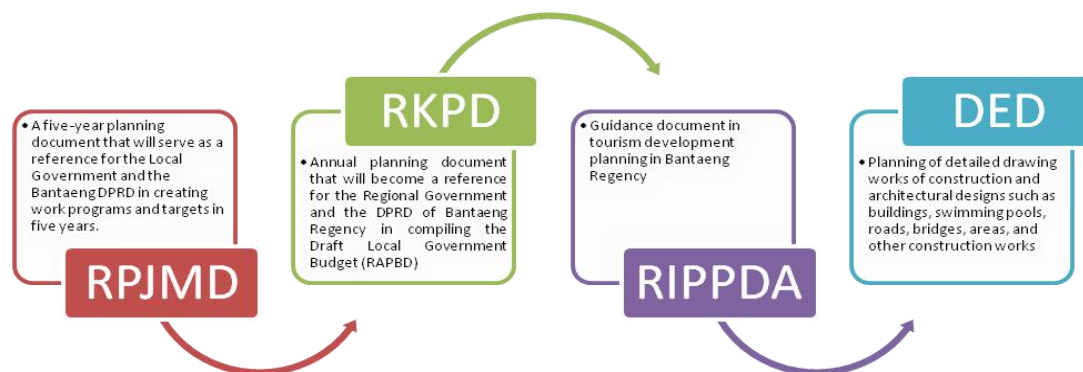 • A five-year planning
document that will serve as a
reference for the Local
Government and the
Bantaeng DPRD in creating
work programs and targets in
five years.
RPJMD
RKPD
• Annual planning document
that will become a reference
for the Regional Government
and the DPRD of Bantaeng
Regency in compiling the
Draft Local Government
Budget (RAPBD)
• Guidance document in
tourism development
planning in Bantaeng
Regency
RIPPDA
DED
• Planning of detailed drawing
works of construction and
architectural designs such as
buildings, swimming pools,
roads, bridges, areas, and
other construction works